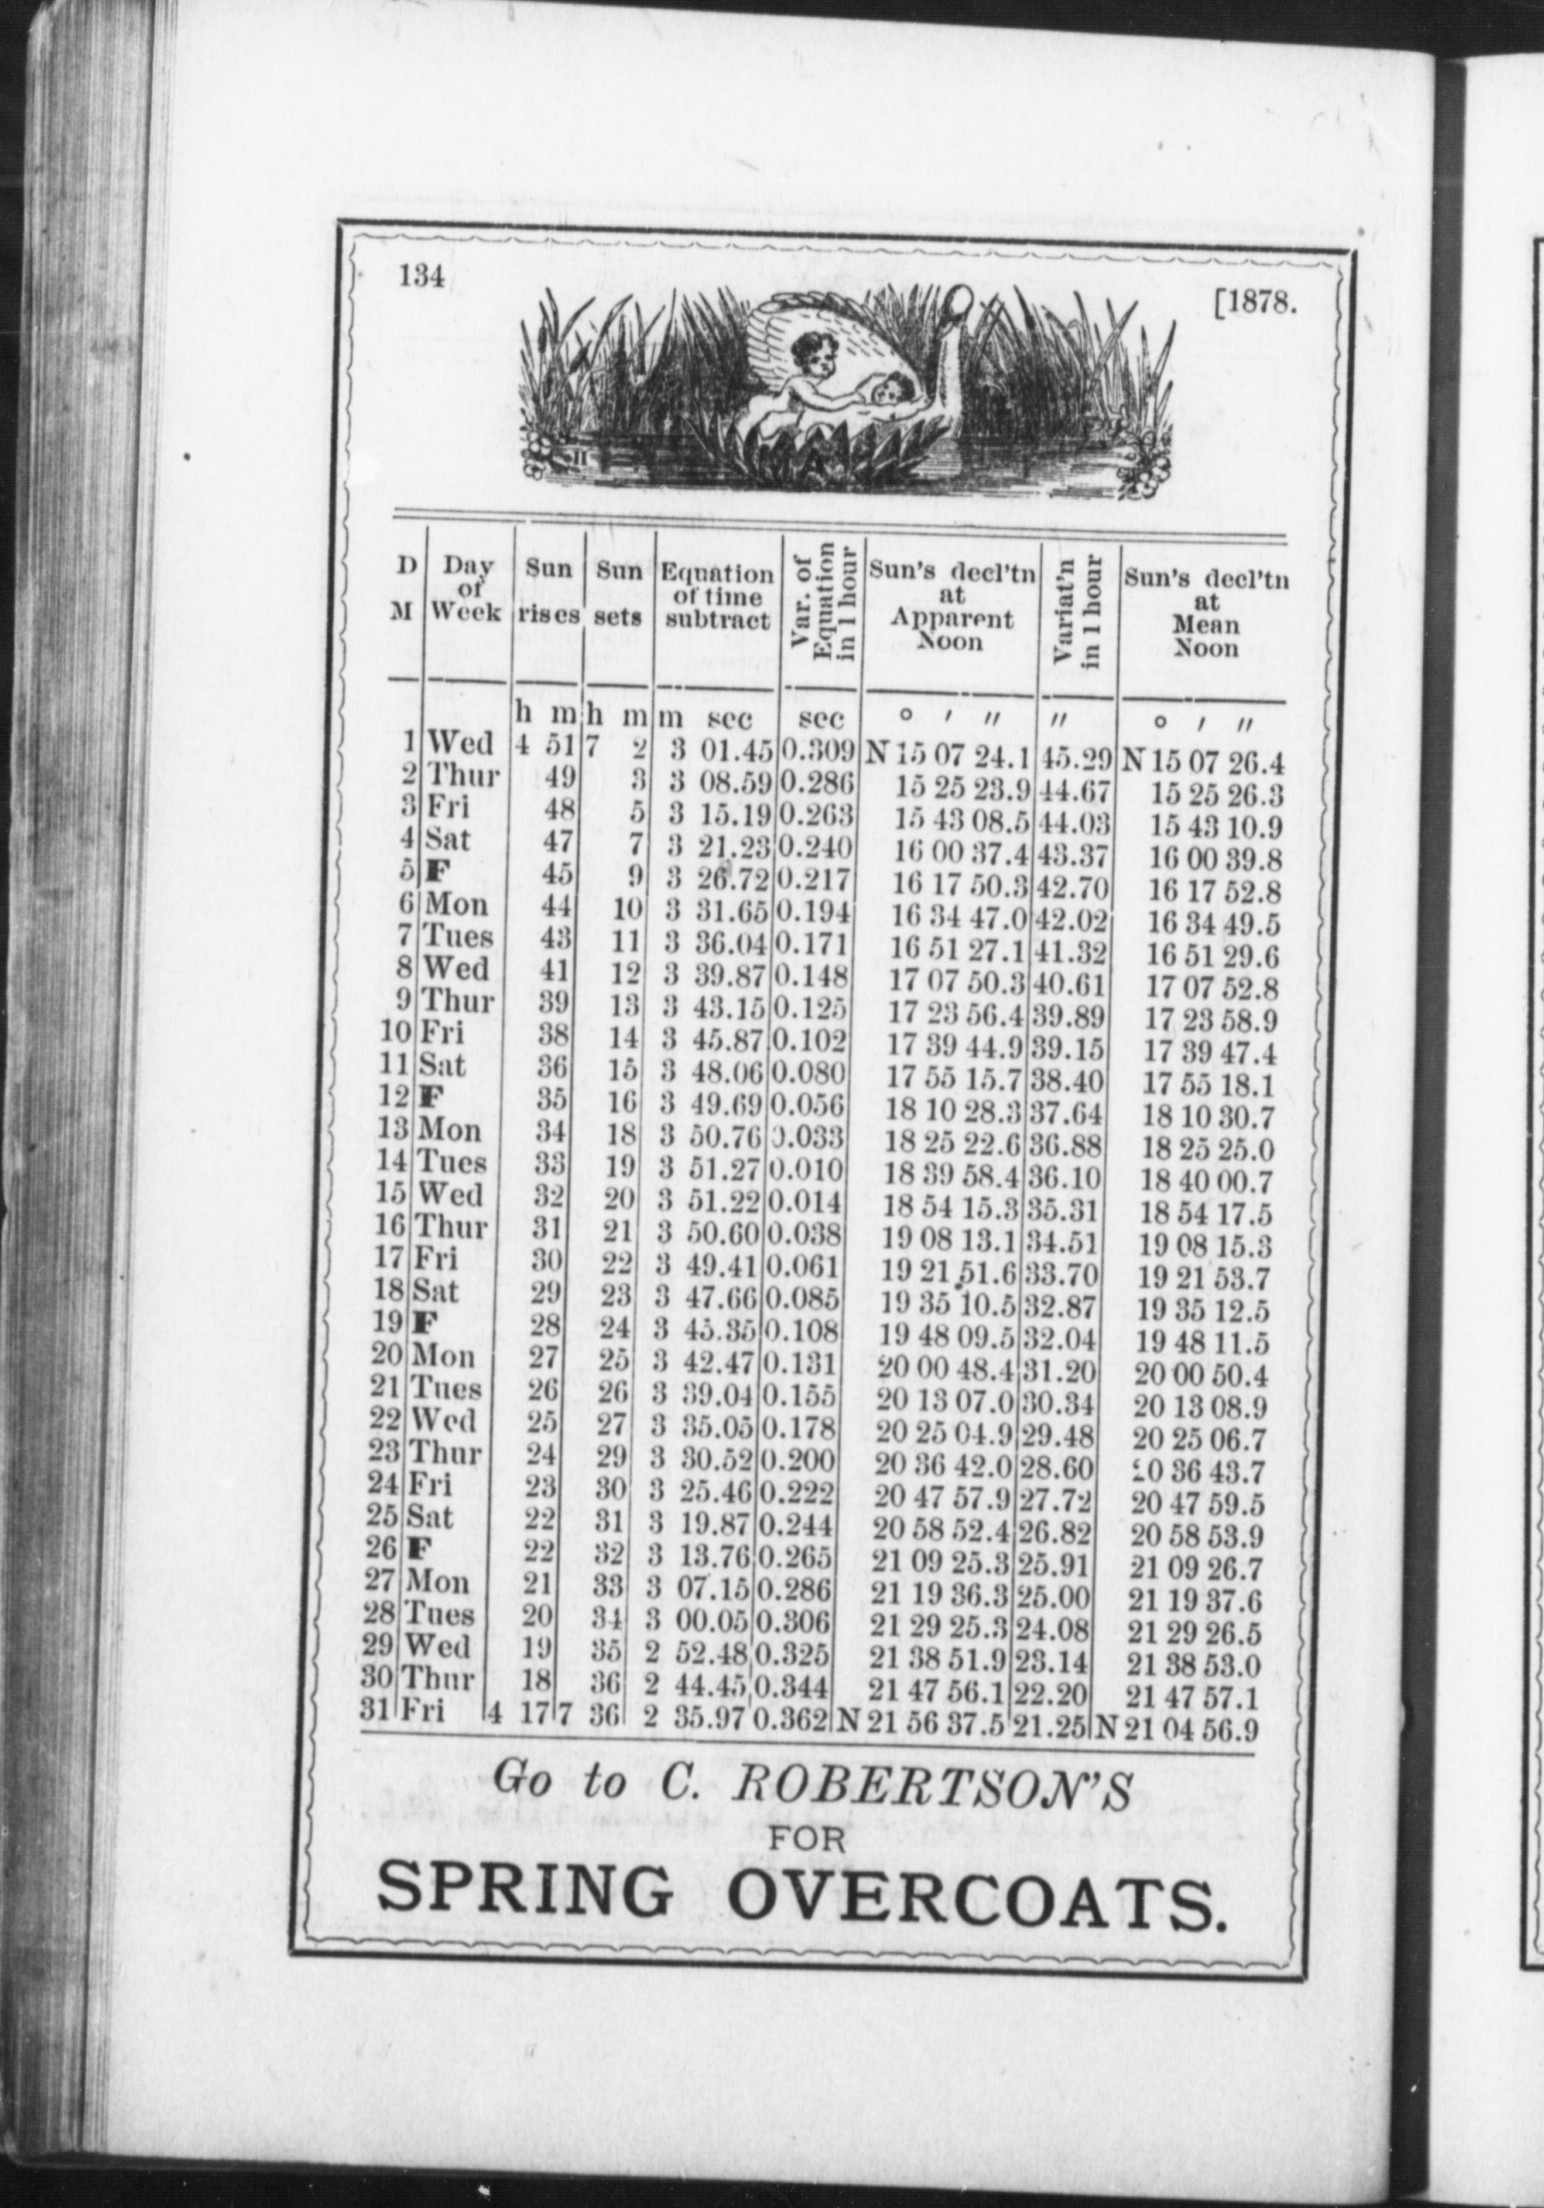 134
[1878.
MAY
D M | Day of Week | Sun rises | Sun sets | Equation of time subtract | Var. of Equation in 1 hour | Sun's decl'tn at Apparent Noon | Variat'n in 1 hour | Sun's decl'tn at Mean Noon
h m h m m sec sec ° ′ ″ ″ ° ′ ″
1 Wed 4 51 7 2 3 01.45 0.309 N 15 07 24.1 45.29 N 15 07 26.4
2 Thur 49 3 3 08.59 0.286 15 25 23.9 44.67 15 25 26.3
3 Fri 48 5 3 15.19 0.263 15 43 08.5 44.03 15 43 10.9
4 Sat 47 7 3 21.23 0.240 16 00 37.4 43.37 16 00 39.8
5 F 45 9 3 26.72 0.217 16 17 50.3 42.70 16 17 52.8
6 Mon 44 10 3 31.65 0.194 16 34 47.0 42.02 16 34 49.5
7 Tues 43 11 3 36.04 0.171 16 51 27.1 41.32 16 51 29.6
8 Wed 41 12 3 39.87 0.148 17 07 50.3 40.61 17 07 52.8
9 Thur 39 13 3 43.15 0.125 17 23 56.4 39.89 17 23 58.9
10 Fri 38 14 3 45.87 0.102 17 39 44.9 39.15 17 39 47.4
11 Sat 36 15 3 48.06 0.080 17 55 15.7 38.40 17 55 18.1
12 F 35 16 3 49.69 0.056 18 10 28.3 37.64 18 10 30.7
13 Mon 34 18 3 50.76 0.033 18 25 22.6 36.88 18 25 25.0
14 Tues 33 19 3 51.27 0.010 18 39 58.4 36.10 18 40 00.7
15 Wed 32 20 3 51.22 0.014 18 54 15.3 35.31 18 54 17.5
16 Thur 31 21 3 50.60 0.038 19 08 13.1 34.51 19 08 15.3
17 Fri 30 22 3 49.41 0.061 19 21 51.6 33.70 19 21 53.7
18 Sat 29 23 3 47.66 0.085 19 35 10.5 32.87 19 35 12.5
19 F 28 24 3 45.35 0.108 19 48 09.5 32.04 19 48 11.5
20 Mon 27 25 3 42.47 0.131 20 00 48.4 31.20 20 00 50.4
21 Tues 26 26 3 39.04 0.155 20 13 07.0 30.34 20 13 08.9
22 Wed 25 27 3 35.05 0.178 20 25 04.9 29.48 20 25 06.7
23 Thur 24 29 3 30.52 0.200 20 36 42.0 28.60 20 36 43.7
24 Fri 23 30 3 25.46 0.222 20 47 57.9 27.72 20 47 59.5
25 Sat 22 31 3 19.87 0.244 20 58 52.4 26.82 20 58 53.9
26 F 22 32 3 13.76 0.265 21 09 25.3 25.91 21 09 26.7
27 Mon 21 33 3 07.15 0.286 21 19 36.3 25.00 21 19 37.6
28 Tues 20 34 3 00.05 0.306 21 29 25.3 24.08 21 29 26.5
29 Wed 19 35 2 52.48 0.325 21 38 51.9 23.14 21 38 53.0
30 Thur 18 36 2 44.45 0.344 21 47 56.1 22.20 21 47 57.1
31 Fri 4 17 7 36 2 35.97 0.362 N 21 56 37.5 21.25 N 21 04 56.9
Go to C. ROBERTSON'S
FOR
SPRING OVERCOATS.